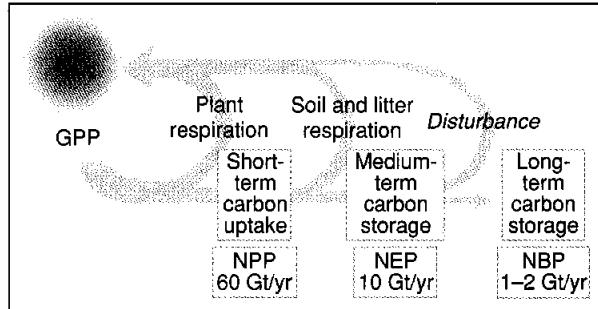 GPP
Plant
respiration
Soil and litter
respiration
Disturbance
Short-
term
carbon
uptake
Medium-
term
carbon
storage
Long-
term
carbon
storage
NPP
60 Gt/yr
NEP
10 Gt/yr
NBP
1–2 Gt/yr